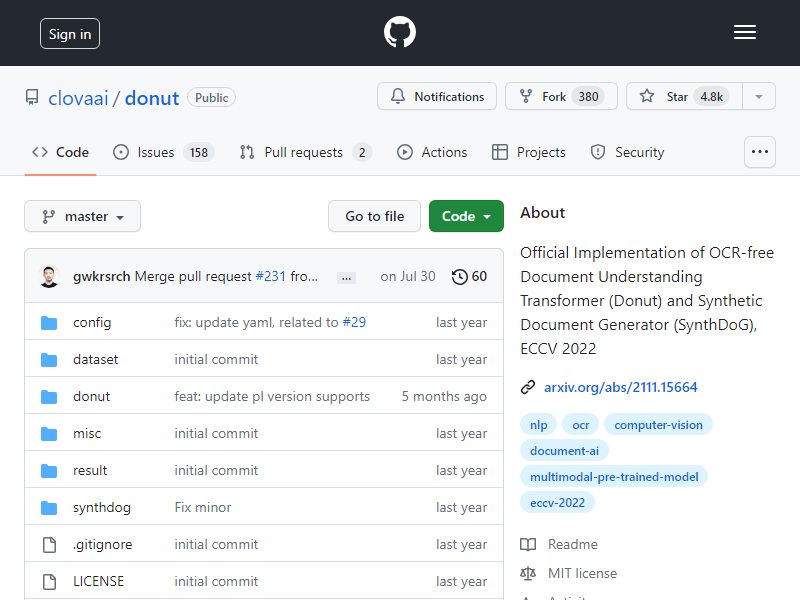 Sign in
clovaai / donut Public
Notifications
Fork 380
Star 4.8k
Code
Issues 158
Pull requests 2
Actions
Projects
Security
master
Go to file
Code
gwkrsrch Merge pull request #231 fro... ... on Jul 30 60
config fix: update yaml, related to #29 last year
dataset initial commit last year
donut feat: update pl version supports 5 months ago
misc initial commit last year
result initial commit last year
synthdog Fix minor last year
.gitignore initial commit last year
LICENSE initial commit last year
About
Official Implementation of OCR-free
Document Understanding
Transformer (Donut) and Synthetic
Document Generator (SynthDoG),
ECCV 2022
arxiv.org/abs/2111.15664
nlp ocr computer-vision
document-ai
multimodal-pre-trained-model
eccv-2022
Readme
MIT license